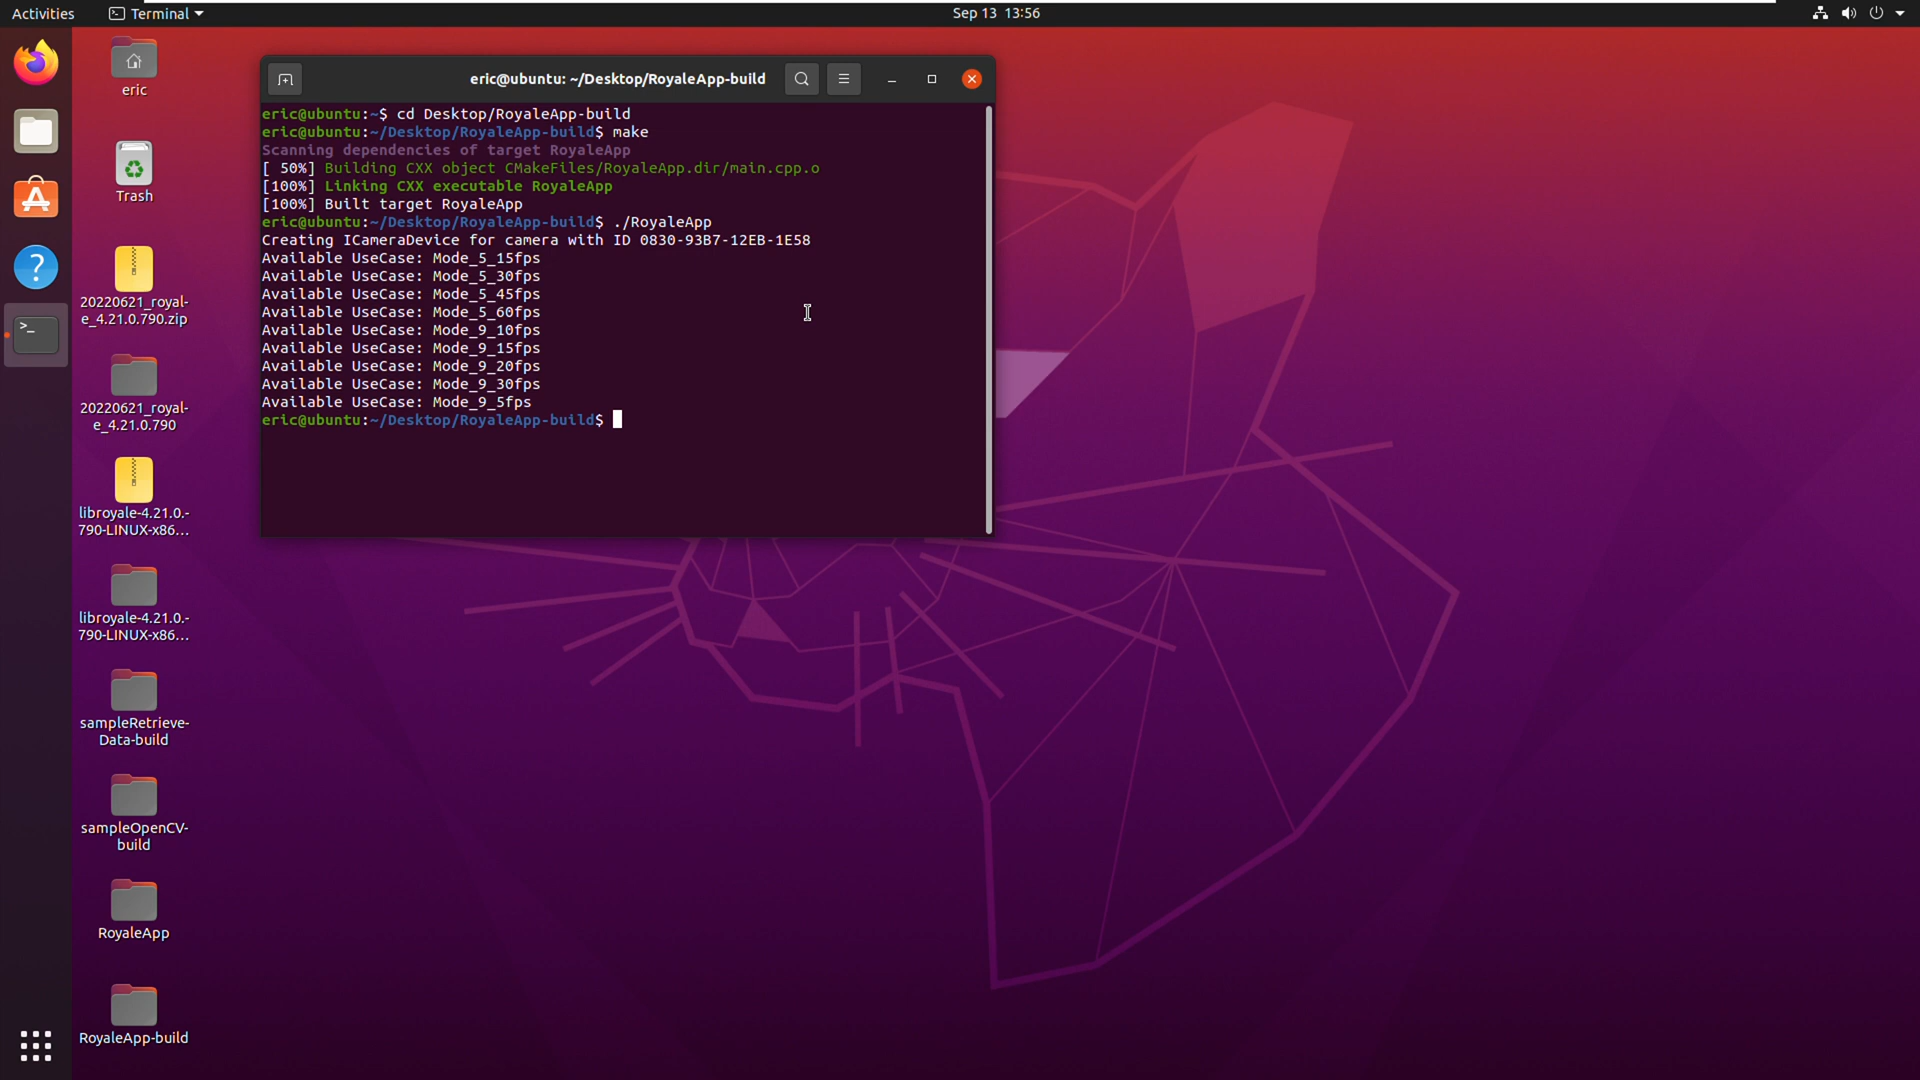 Activities
Terminal
Sep 13 13:56
eric
Trash
20220621_royal-
e_4.21.0.790.zip
20220621_royal-
e_4.21.0.790
libroyale-4.21.0.-
790-LINUX-x86...
libroyale-4.21.0.-
790-LINUX-x86...
sampleRetrieve-
Data-build
sampleOpenCV-
build
RoyaleApp
RoyaleApp-build
eric@ubuntu: ~/Desktop/RoyaleApp-build
eric@ubuntu:~$ cd Desktop/RoyaleApp-build
eric@ubuntu:~/Desktop/RoyaleApp-build$ make
Scanning dependencies of target RoyaleApp
[ 50%] Building CXX object CMakeFiles/RoyaleApp.dir/main.cpp.o
[100%] Linking CXX executable RoyaleApp
[100%] Built target RoyaleApp
eric@ubuntu:~/Desktop/RoyaleApp-build$ ./RoyaleApp
Creating ICameraDevice for camera with ID 0830-93B7-12EB-1E58
Available UseCase: Mode_5_15fps
Available UseCase: Mode_5_30fps
Available UseCase: Mode_5_45fps
Available UseCase: Mode_5_60fps
Available UseCase: Mode_9_10fps
Available UseCase: Mode_9_15fps
Available UseCase: Mode_9_20fps
Available UseCase: Mode_9_30fps
Available UseCase: Mode_9_5fps
eric@ubuntu:~/Desktop/RoyaleApp-build$